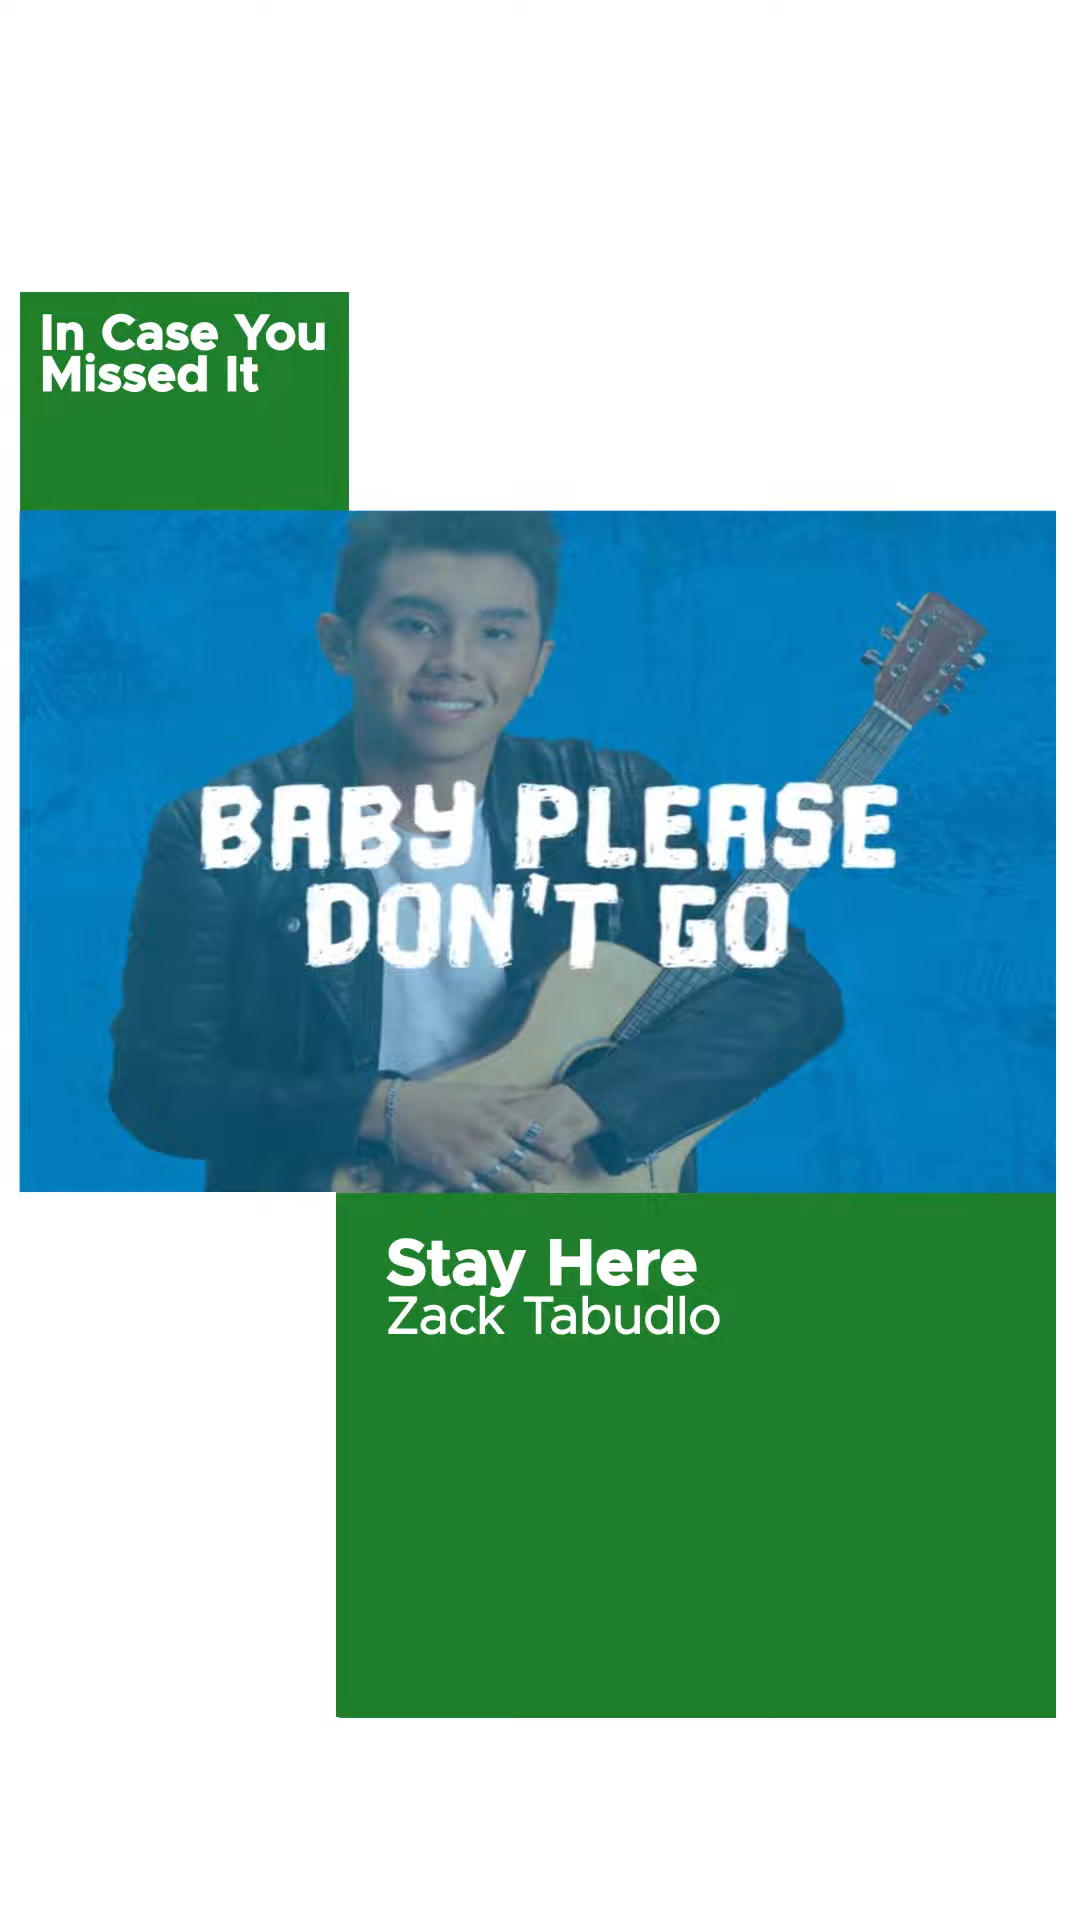 In Case You
Missed It
BABY PLEASE
DON'T GO
Stay Here
Zack Tabudlo